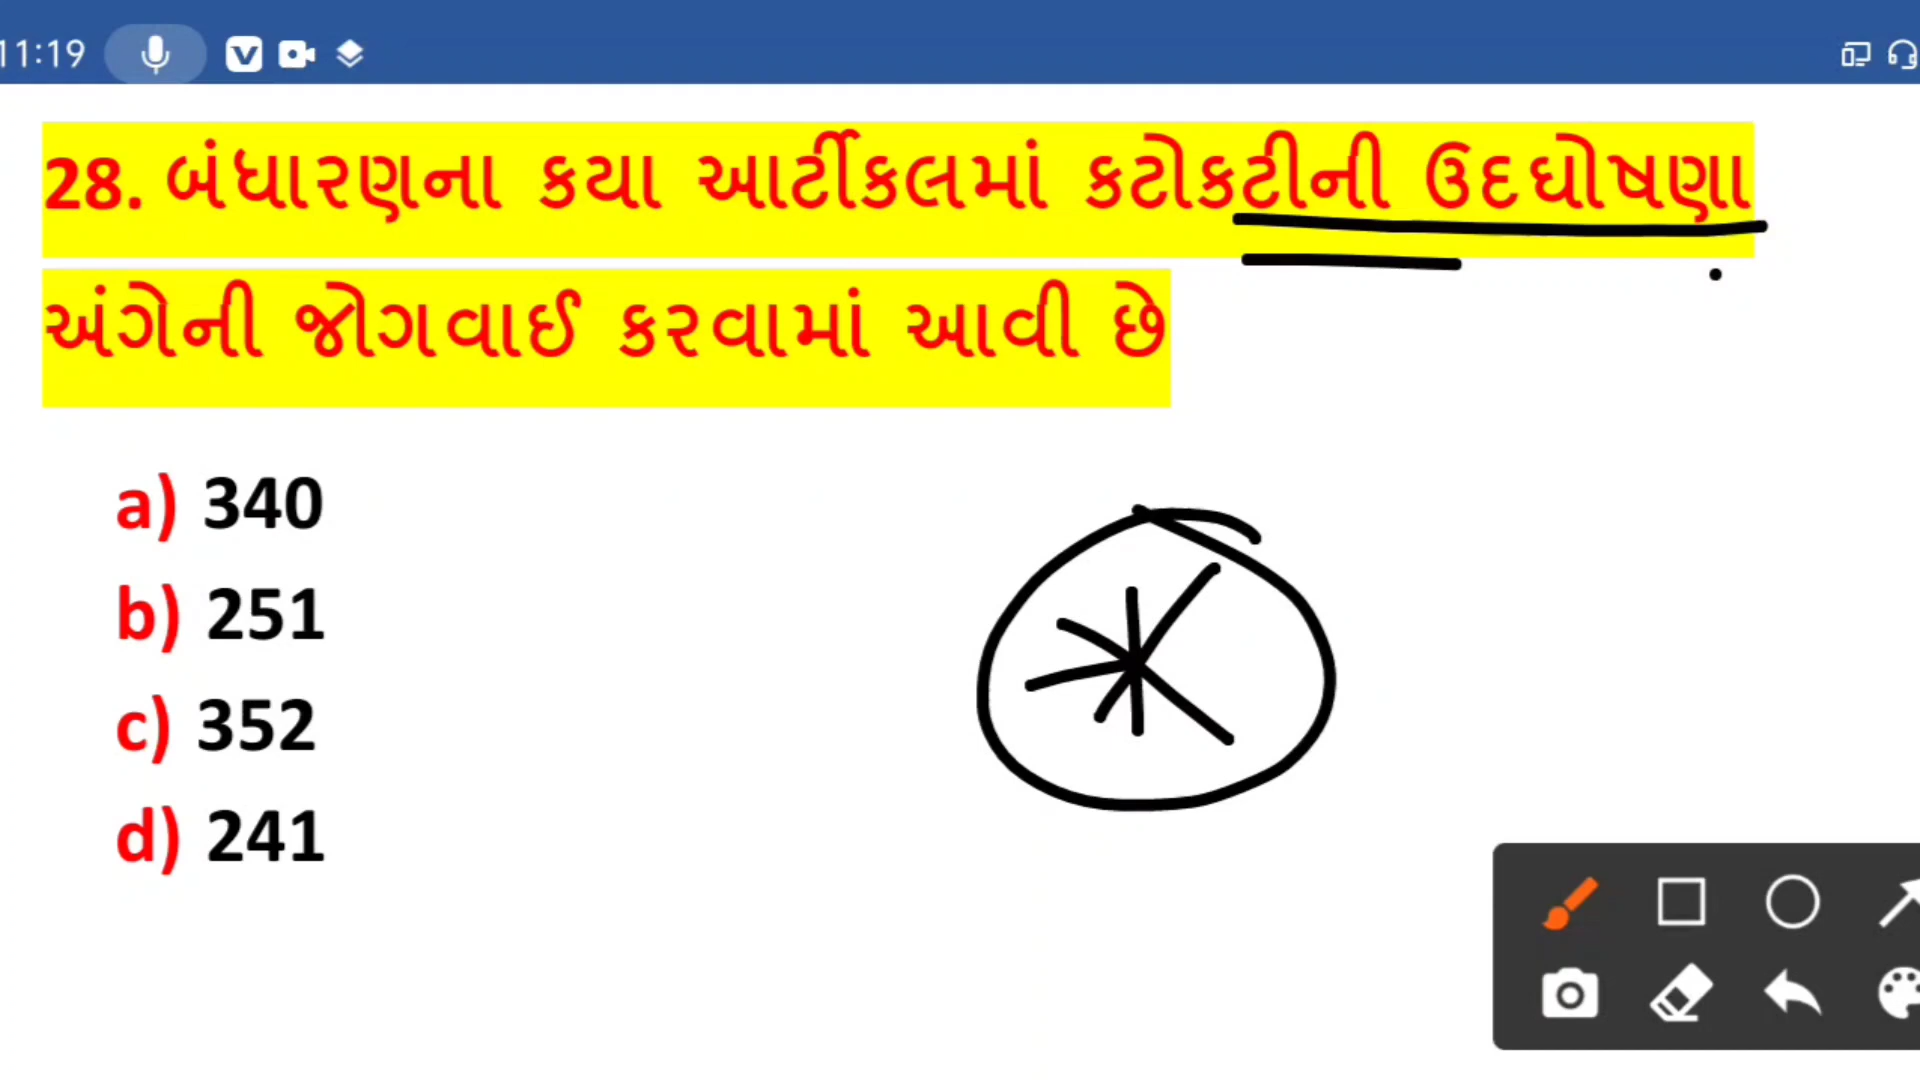 11:19
28. બંધારણના કયા આર્ટીકલમાં કટોકટીની ઉદઘોષણા
અંગેની જોગવાઈ કરવામાં આવી છે
a) 340
b) 251
c) 352
d) 241